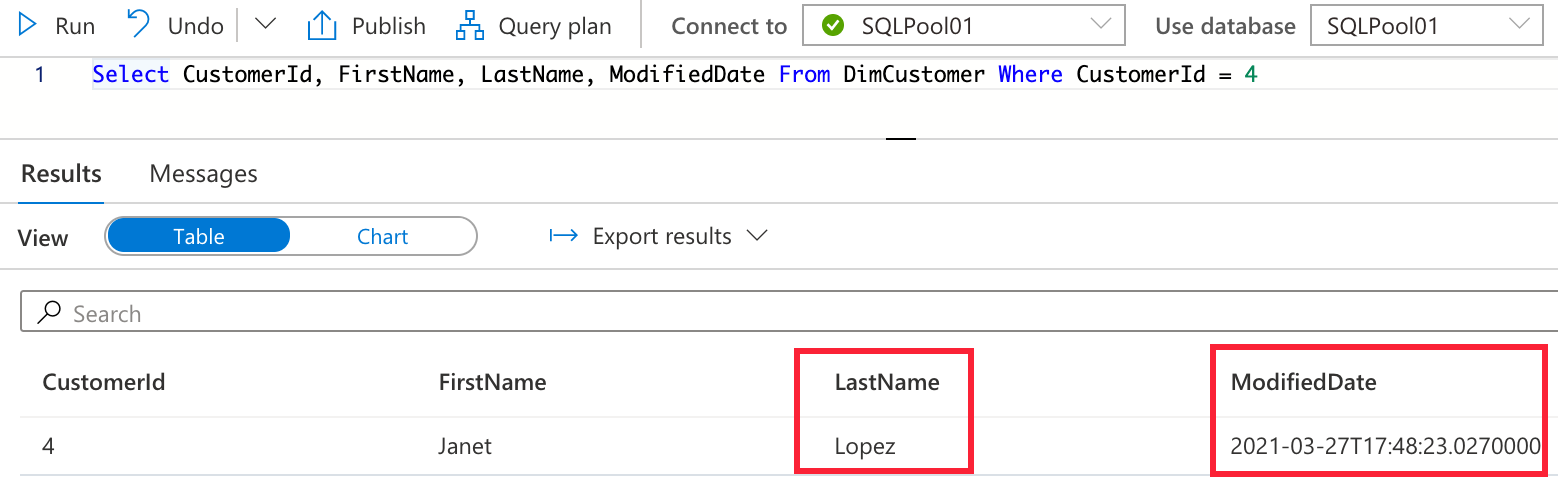 Run Undo Publish Query plan Connect to SQLPool01 Use database SQLPool01
1 Select CustomerId, FirstName, LastName, ModifiedDate From DimCustomer Where CustomerId = 4
Results Messages
View Table Chart Export results
Search
CustomerId FirstName LastName ModifiedDate
4 Janet Lopez 2021-03-27T17:48:23.0270000